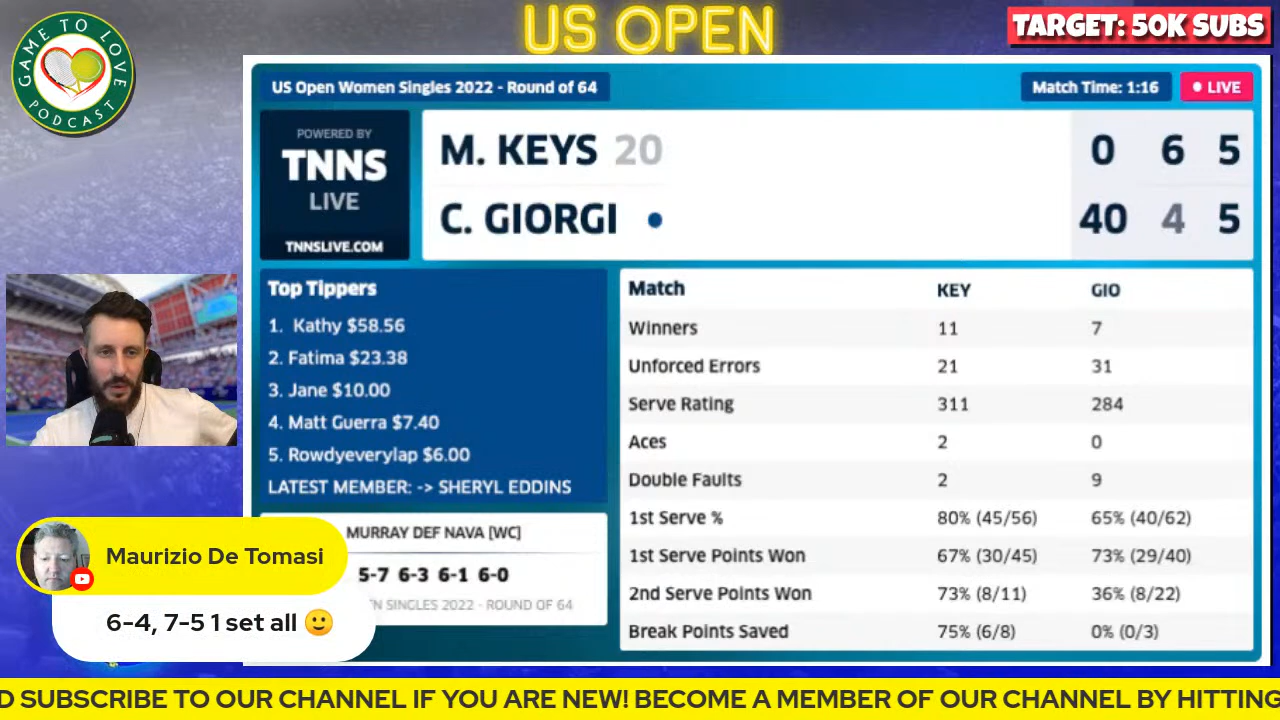 US OPEN
TARGET: 50K SUBS
GAME TO LOVE
PODCAST
US Open Women Singles 2022 - Round of 64
Match Time: 1:16
LIVE
POWERED BY
TNNS
LIVE
TNNSLIVE.COM
M. KEYS 20 0 6 5
C. GIORGI 40 4 5
Top Tippers
1. Kathy $58.56
2. Fatima $23.38
3. Jane $10.00
4. Matt Guerra $7.40
5. Rowdyeverylap $6.00
LATEST MEMBER: -> SHERYL EDDINS
MURRAY DEF NAVA [WC]
5-7 6-3 6-1 6-0
SINGLES 2022 - ROUND OF 64
Match KEY GIO
Winners 11 7
Unforced Errors 21 31
Serve Rating 311 284
Aces 2 0
Double Faults 2 9
1st Serve % 80% (45/56) 65% (40/62)
1st Serve Points Won 67% (30/45) 73% (29/40)
2nd Serve Points Won 73% (8/11) 36% (8/22)
Break Points Saved 75% (6/8) 0% (0/3)
Maurizio De Tomasi
6-4, 7-5 1 set all 🙂
D SUBSCRIBE TO OUR CHANNEL IF YOU ARE NEW! BECOME A MEMBER OF OUR CHANNEL BY HITTING